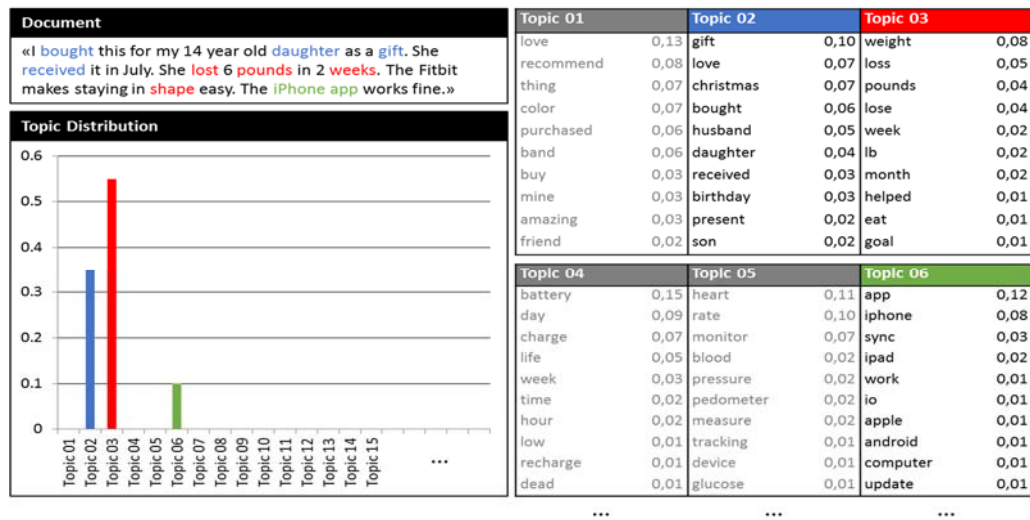 Document
«I bought this for my 14 year old daughter as a gift. She
received it in July. She lost 6 pounds in 2 weeks. The Fitbit
makes staying in shape easy. The iPhone app works fine.»
Topic Distribution
0.6
0.5
0.4
0.3
0.2
0.1
0
Topic 01
Topic 02
Topic 03
Topic 04
Topic 05
Topic 06
Topic 07
Topic 08
Topic 09
Topic 10
Topic 11
Topic 12
Topic 13
Topic 14
Topic 15
...
Topic 01 Topic 02 Topic 03
love 0,13 gift 0,10 weight 0,08
recommend 0,08 love 0,07 loss 0,05
thing 0,07 christmas 0,07 pounds 0,04
color 0,07 bought 0,06 lose 0,04
purchased 0,06 husband 0,05 week 0,02
band 0,06 daughter 0,04 lb 0,02
buy 0,03 received 0,03 month 0,02
mine 0,03 birthday 0,03 helped 0,01
amazing 0,03 present 0,02 eat 0,01
friend 0,02 son 0,02 goal 0,01
Topic 04 Topic 05 Topic 06
battery 0,15 heart 0,11 app 0,12
day 0,09 rate 0,10 iphone 0,08
charge 0,07 monitor 0,07 sync 0,03
life 0,05 blood 0,02 ipad 0,02
week 0,03 pressure 0,02 work 0,01
time 0,02 pedometer 0,02 io 0,01
hour 0,02 measure 0,02 apple 0,01
low 0,01 tracking 0,01 android 0,01
recharge 0,01 device 0,01 computer 0,01
dead 0,01 glucose 0,01 update 0,01
... ... ...